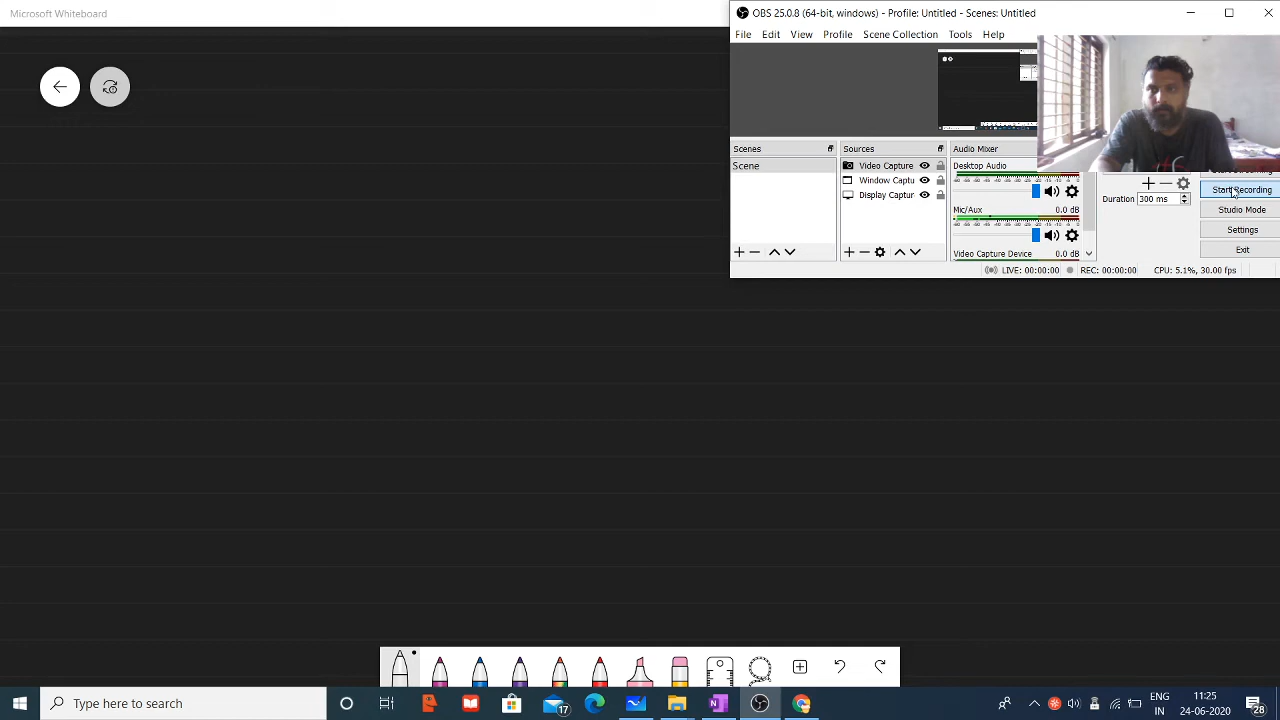 Microsoft Whiteboard
OBS 25.0.8 (64-bit, windows) - Profile: Untitled - Scenes: Untitled
File Edit View Profile Scene Collection Tools Help
Scenes Sources Audio Mixer
Scene
Video Capture
Window Captu
Display Captur
Desktop Audio
Mic/Aux 0.0 dB
Video Capture Device 0.0 dB
Duration 300 ms
Start Streaming
Start Recording
Studio Mode
Settings
Exit
LIVE: 00:00:00 REC: 00:00:00 CPU: 5.1%, 30.00 fps
Type here to search
17
ENG
IN
11:25
24-06-2020
28